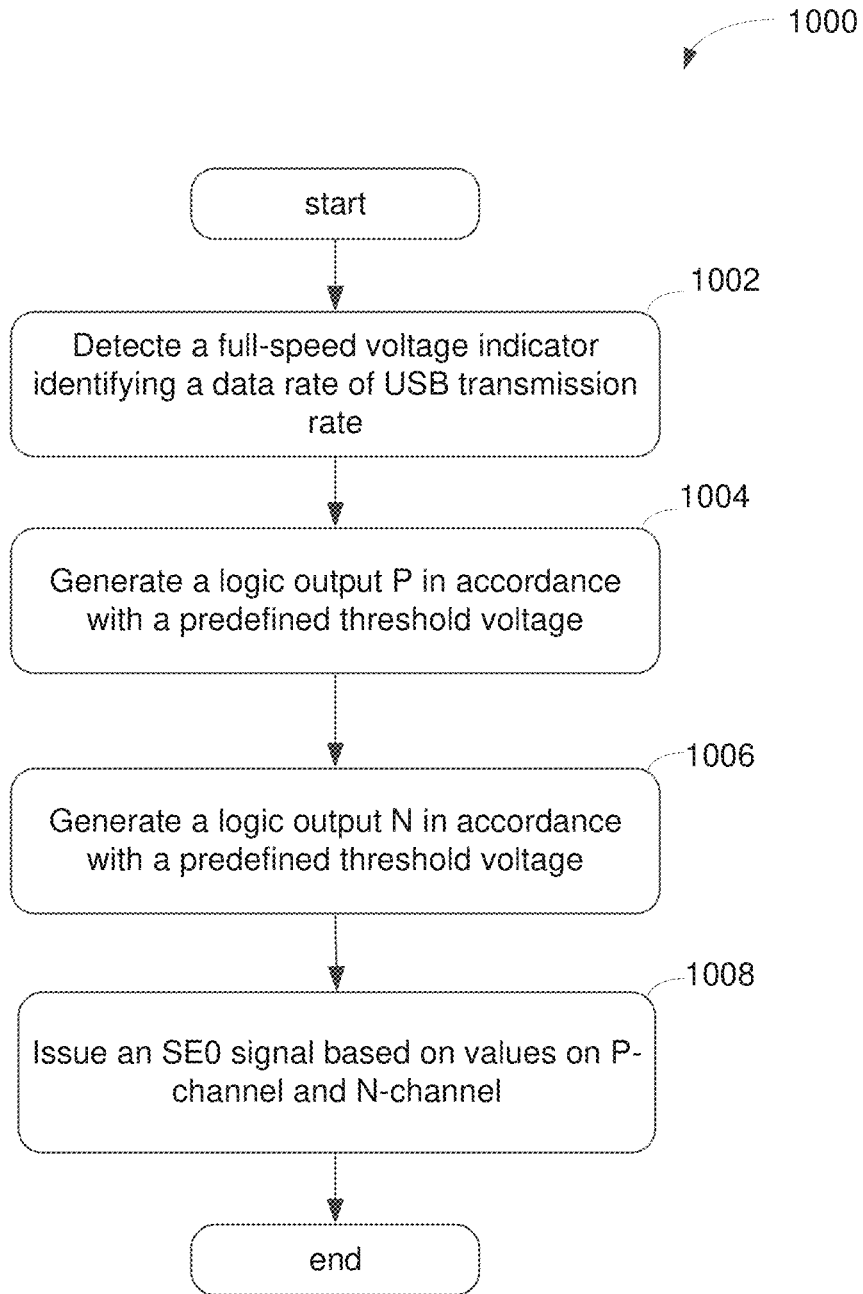 1000
start
1002
Detecte a full-speed voltage indicator
identifying a data rate of USB transmission
rate
1004
Generate a logic output P in accordance
with a predefined threshold voltage
1006
Generate a logic output N in accordance
with a predefined threshold voltage
1008
Issue an SE0 signal based on values on P-
channel and N-channel
end